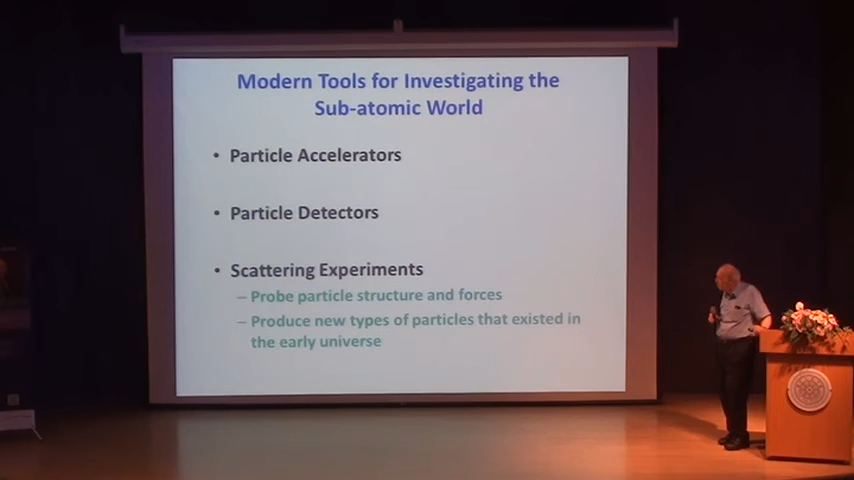 Modern Tools for Investigating the
Sub-atomic World
• Particle Accelerators
• Particle Detectors
• Scattering Experiments
– Probe particle structure and forces
– Produce new types of particles that existed in
the early universe